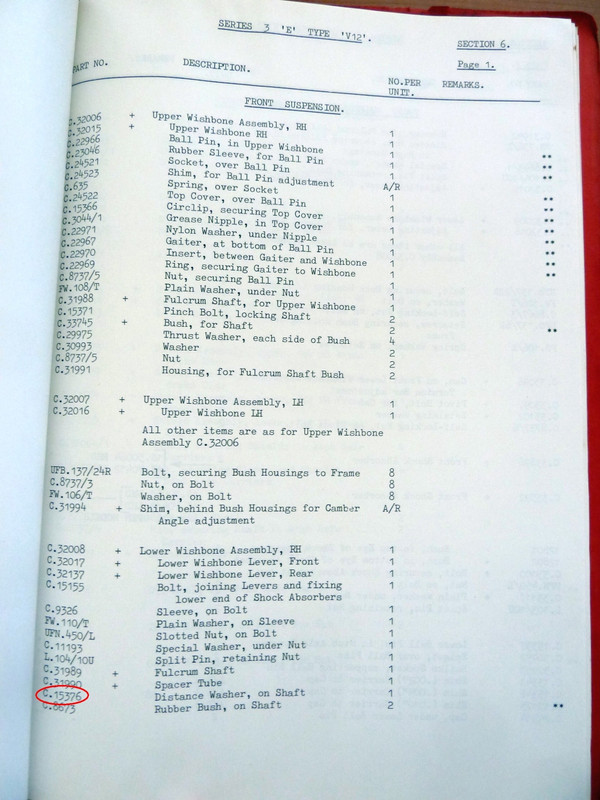 SERIES 3 'E' TYPE 'V12'.
SECTION 6.
Page 1.
PART NO. DESCRIPTION. NO.PER UNIT. REMARKS.
FRONT SUSPENSION.
C.32006 + Upper Wishbone Assembly, RH 1
C.32015 + Upper Wishbone RH 1
C.22966 Ball Pin, in Upper Wishbone 1 **
C.23046 Rubber Sleeve, for Ball Pin 1 **
C.24521 Socket, over Ball Pin 1 **
C.24523 Shim, for Ball Pin adjustment A/R
C.635 Spring, over Socket 1 **
C.24522 Top Cover, over Ball Pin 1 **
C.15366 Circlip, securing Top Cover 1 **
C.3044/1 Grease Nipple, in Top Cover 1 **
C.22971 Nylon Washer, under Nipple 1 **
C.22967 Gaiter, at bottom of Ball Pin 1 **
C.22970 Insert, between Gaiter and Wishbone 1 **
C.22969 Ring, securing Gaiter to Wishbone 1 **
C.8737/5 Nut, securing Ball Pin 1
FW.108/T Plain Washer, under Nut 1
C.31988 + Fulcrum Shaft, for Upper Wishbone 1
C.15371 Pinch Bolt, locking Shaft 2
C.33745 + Bush, for Shaft 2 **
C.29975 Thrust Washer, each side of Bush 4
C.30993 Washer 2
C.8737/5 Nut 2
C.31991 Housing, for Fulcrum Shaft Bush 2
C.32007 + Upper Wishbone Assembly, LH 1
C.32016 + Upper Wishbone LH 1
All other items are as for Upper Wishbone
Assembly C.32006
UFB.137/24R Bolt, securing Bush Housings to Frame 8
C.8737/3 Nut, on Bolt 8
FW.106/T Washer, on Bolt 8
C.31994 + Shim, behind Bush Housings for Camber A/R
Angle adjustment
C.32008 + Lower Wishbone Assembly, RH 1
C.32017 + Lower Wishbone Lever, Front 1
C.32137 + Lower Wishbone Lever, Rear 1
C.15155 Bolt, joining Levers and fixing 1
lower end of Shock Absorbers
C.9326 Sleeve, on Bolt 1
FW.110/T Plain Washer, on Sleeve 1
UFN.450/L Slotted Nut, on Bolt 1
C.11193 Special Washer, under Nut 1
L.104/10U Split Pin, retaining Nut 1
C.31989 + Fulcrum Shaft 1
C.31990 + Spacer Tube 1
C.15376 Distance Washer, on Shaft 1
C.8673 Rubber Bush, on Shaft 2 **